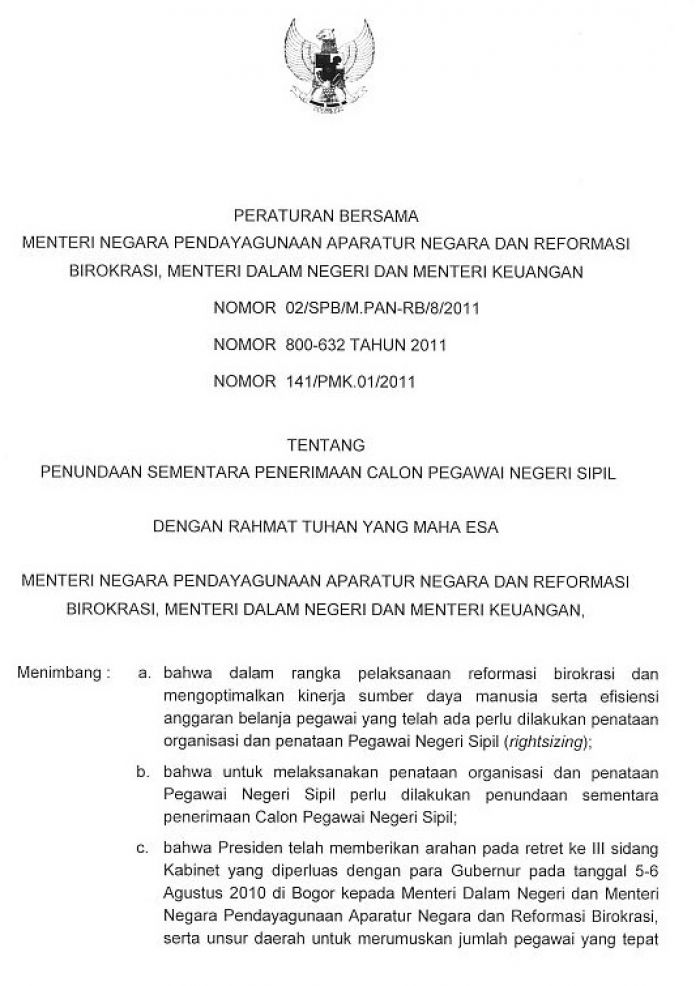 PERATURAN BERSAMA
MENTERI NEGARA PENDAYAGUNAAN APARATUR NEGARA DAN REFORMASI
BIROKRASI, MENTERI DALAM NEGERI DAN MENTERI KEUANGAN
NOMOR 02/SPB/M.PAN-RB/8/2011
NOMOR 800-632 TAHUN 2011
NOMOR 141/PMK.01/2011
TENTANG
PENUNDAAN SEMENTARA PENERIMAAN CALON PEGAWAI NEGERI SIPIL
DENGAN RAHMAT TUHAN YANG MAHA ESA
MENTERI NEGARA PENDAYAGUNAAN APARATUR NEGARA DAN REFORMASI
BIROKRASI, MENTERI DALAM NEGERI DAN MENTERI KEUANGAN,
Menimbang : a. bahwa dalam rangka pelaksanaan reformasi birokrasi dan
mengoptimalkan kinerja sumber daya manusia serta efisiensi
anggaran belanja pegawai yang telah ada perlu dilakukan penataan
organisasi dan penataan Pegawai Negeri Sipil (rightsizing);
b. bahwa untuk melaksanakan penataan organisasi dan penataan
Pegawai Negeri Sipil perlu dilakukan penundaan sementara
penerimaan Calon Pegawai Negeri Sipil;
c. bahwa Presiden telah memberikan arahan pada retret ke III sidang
Kabinet yang diperluas dengan para Gubernur pada tanggal 5-6
Agustus 2010 di Bogor kepada Menteri Dalam Negeri dan Menteri
Negara Pendayagunaan Aparatur Negara dan Reformasi Birokrasi,
serta unsur daerah untuk merumuskan jumlah pegawai yang tepat